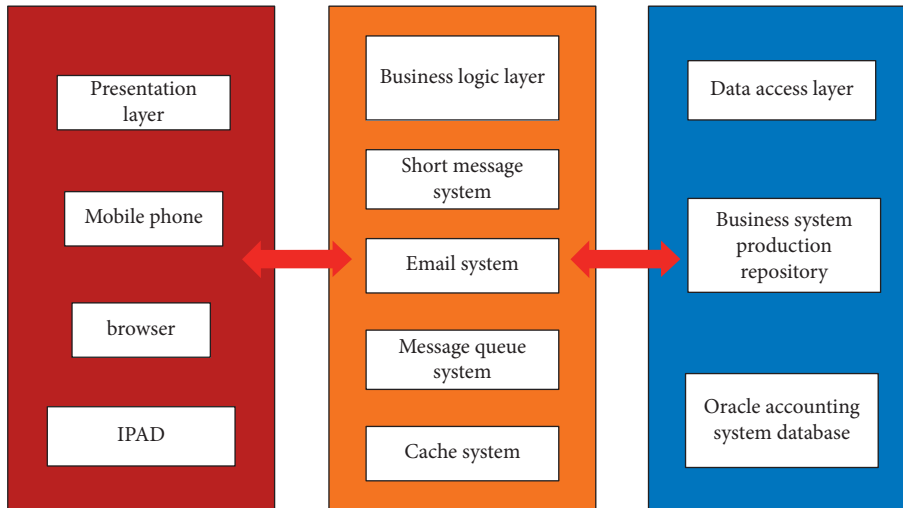 Presentation
layer
Mobile phone
browser
IPAD
Business logic layer
Short message
system
Email system
Message queue
system
Cache system
Data access layer
Business system
production
repository
Oracle accounting
system database